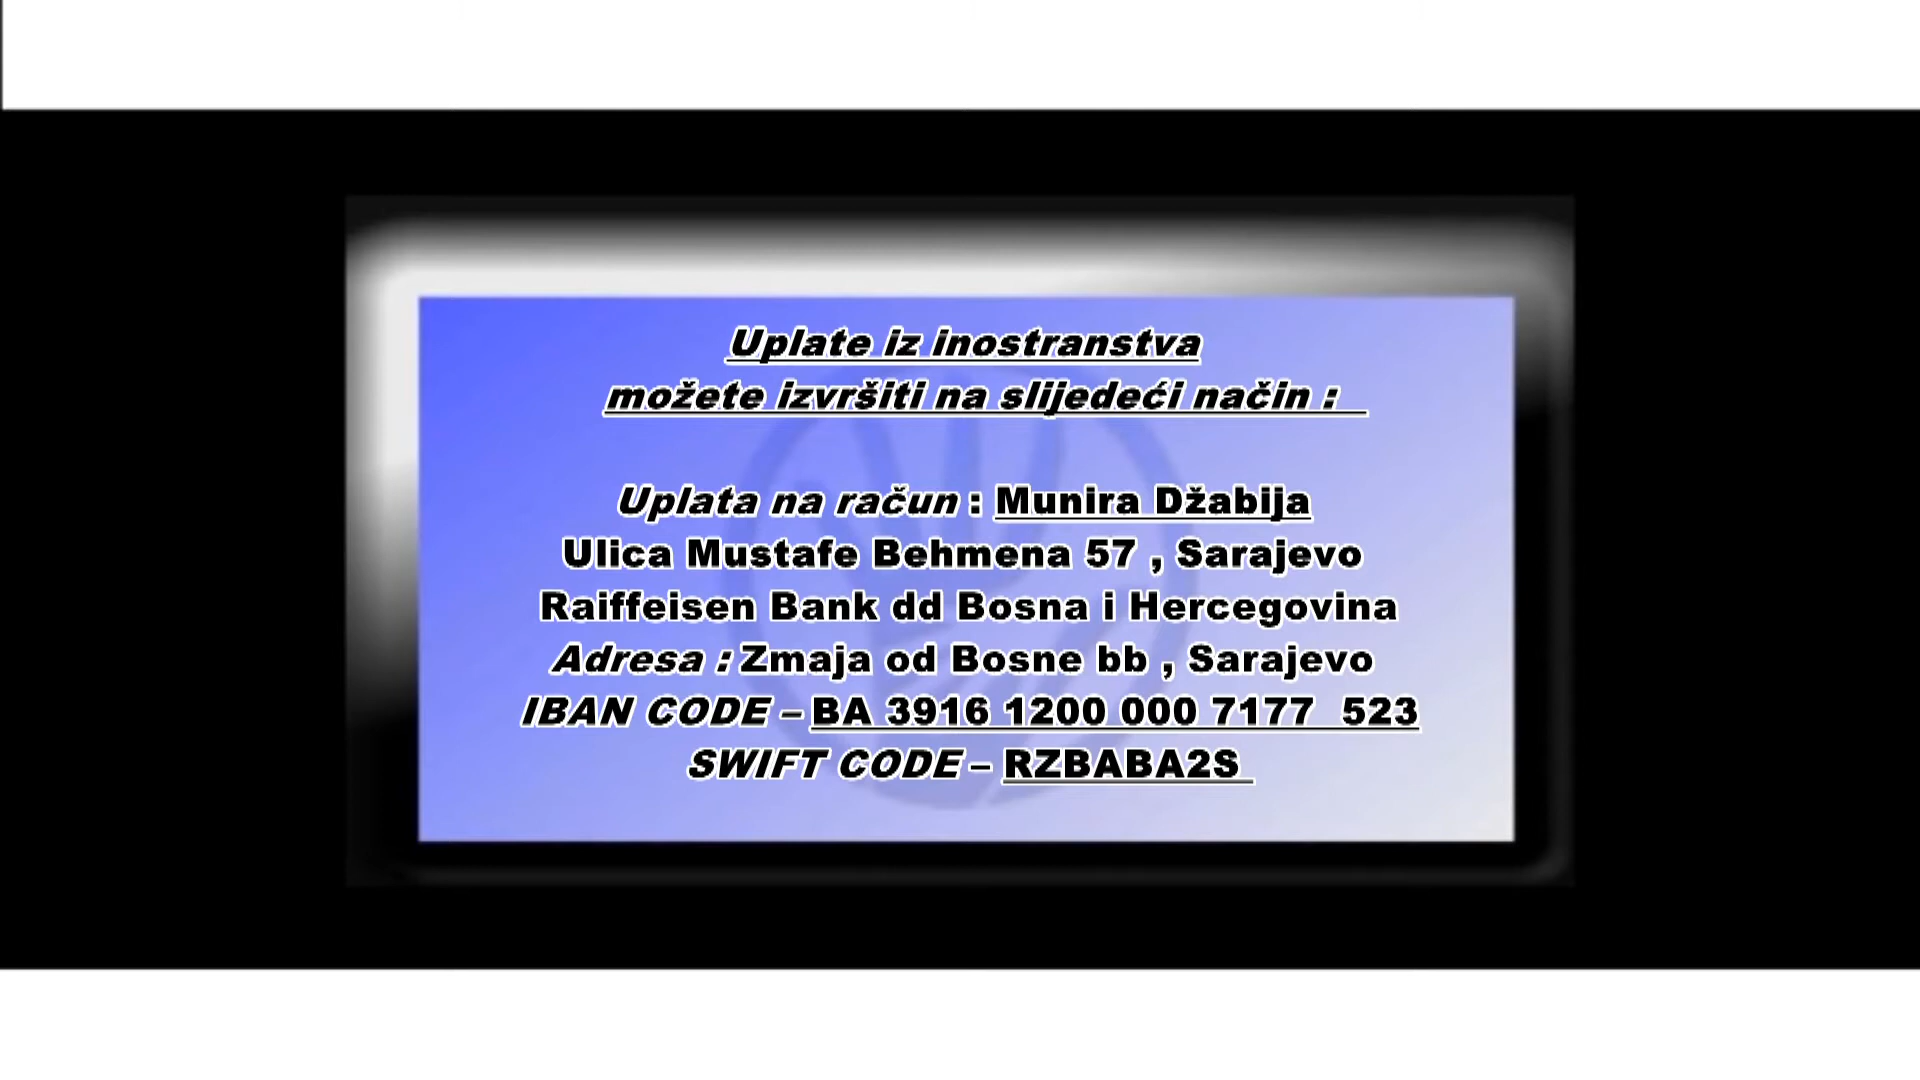 Uplate iz inostranstva
možete izvršiti na slijedeći način :
Uplata na račun : Munira Džabija
Ulica Mustafe Behmena 57 , Sarajevo
Raiffeisen Bank dd Bosna i Hercegovina
Adresa : Zmaja od Bosne bb , Sarajevo
IBAN CODE – BA 3916 1200 000 7177  523
SWIFT CODE – RZBABA2S